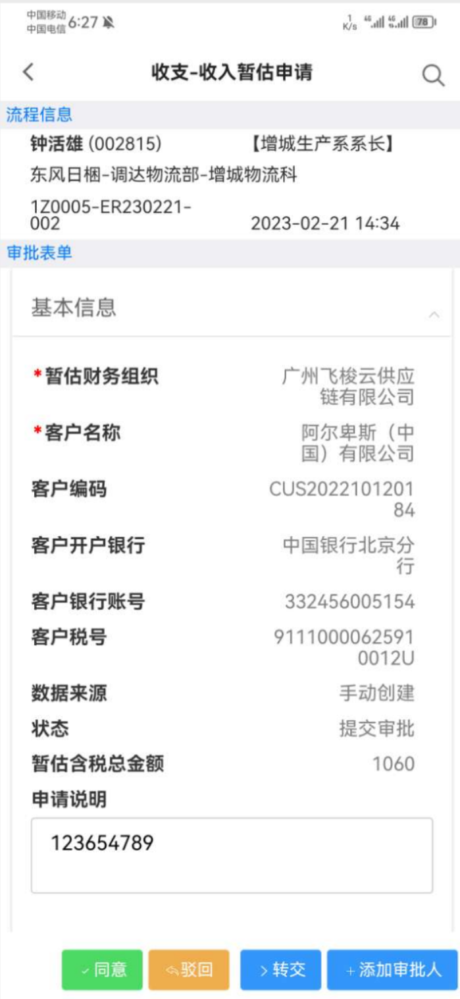 中国移动
中国电信 6:27 1 K/s 4G 4G 78
收支-收入暂估申请
流程信息
钟活雄 (002815) 【增城生产系系长】
东风日梱-调达物流部-增城物流科
1Z0005-ER230221-
002 2023-02-21 14:34
审批表单
基本信息
*暂估财务组织 广州飞梭云供应
链有限公司
*客户名称 阿尔卑斯（中
国）有限公司
客户编码 CUS2022101201
84
客户开户银行 中国银行北京分
行
客户银行账号 332456005154
客户税号 9111000062591
0012U
数据来源 手动创建
状态 提交审批
暂估含税总金额 1060
申请说明
123654789
同意 驳回 转交 +添加审批人